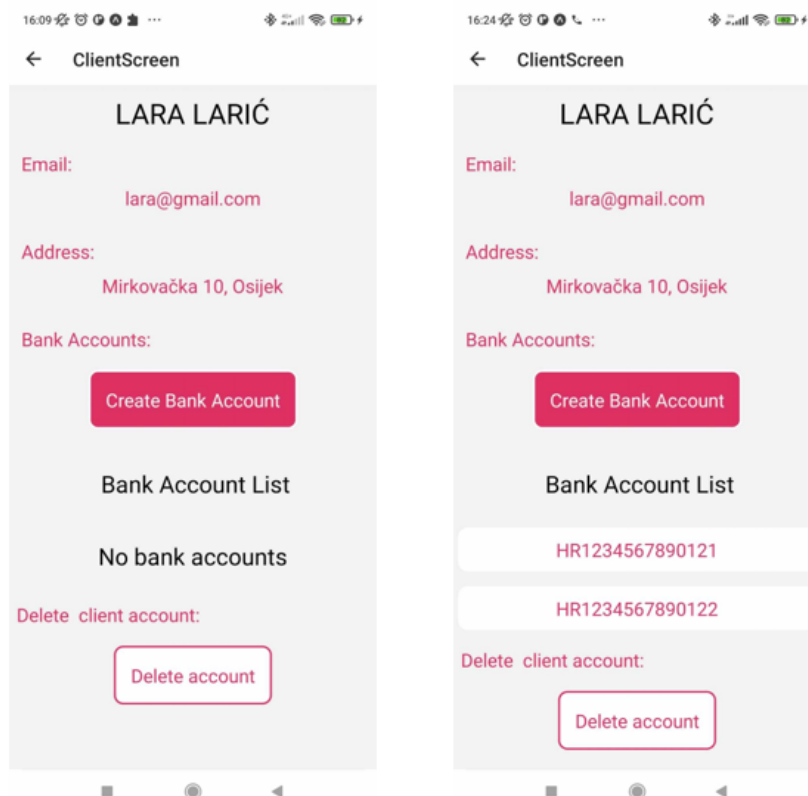 16:09
ClientScreen
LARA LARIĆ
Email:
lara@gmail.com
Address:
Mirkovačka 10, Osijek
Bank Accounts:
Create Bank Account
Bank Account List
No bank accounts
Delete  client account:
Delete account
16:24
ClientScreen
LARA LARIĆ
Email:
lara@gmail.com
Address:
Mirkovačka 10, Osijek
Bank Accounts:
Create Bank Account
Bank Account List
HR1234567890121
HR1234567890122
Delete  client account:
Delete account